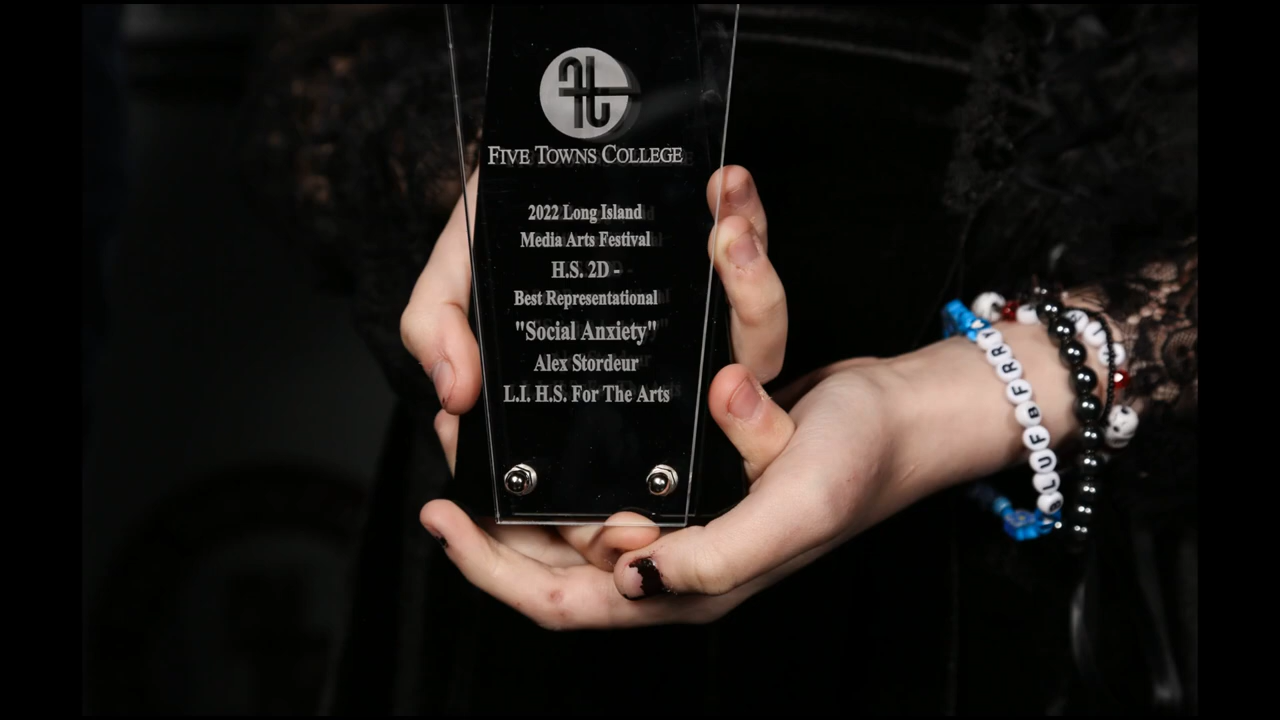 FIVE TOWNS COLLEGE
2022 Long Island
Media Arts Festival
H.S. 2D -
Best Representational
"Social Anxiety"
Alex Stordeur
L.I. H.S. For The Arts
BLUEBERRY